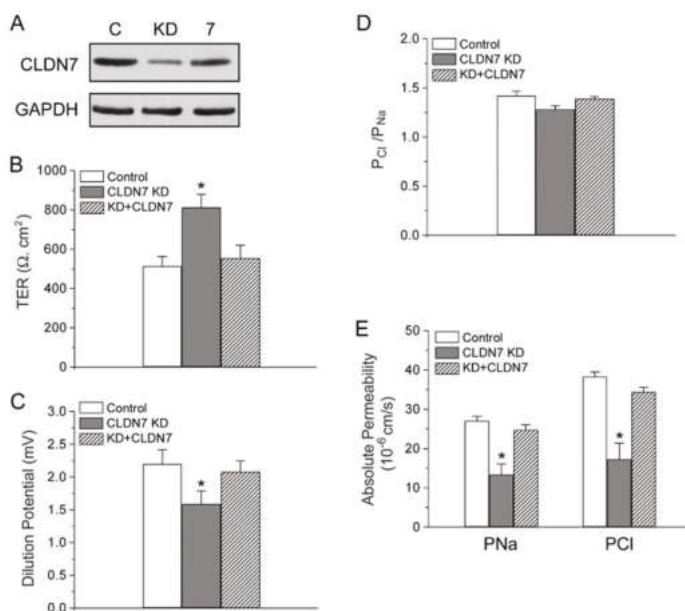 A
C KD 7
CLDN7
GAPDH
B
Control
CLDN7 KD
KD+CLDN7
*
TER (Ω. cm²)
1000
800
600
400
200
0
C
Control
CLDN7 KD
KD+CLDN7
*
Dilution Potential (mV)
3.0
2.5
2.0
1.5
1.0
0.5
0.0
D
Control
CLDN7 KD
KD+CLDN7
P_Cl /P_Na
2.0
1.5
1.0
0.5
0.0
E
Control
CLDN7 KD
KD+CLDN7
*
*
Absolute Permeability
(10⁻⁶ cm/s)
50
40
30
20
10
0
PNa PCl